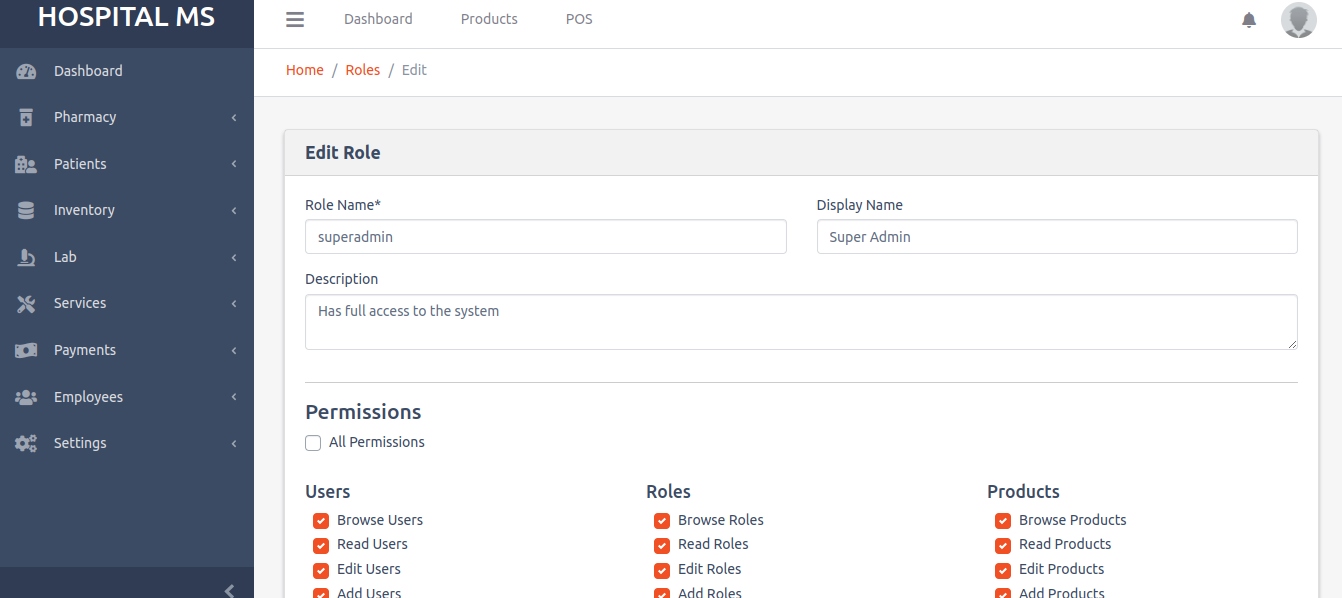 HOSPITAL MS
Dashboard Products POS
Home / Roles / Edit
Dashboard
Pharmacy
Patients
Inventory
Lab
Services
Payments
Employees
Settings
Edit Role
Role Name* Display Name
superadmin Super Admin
Description
Has full access to the system
Permissions
All Permissions
Users Roles Products
Browse Users Browse Roles Browse Products
Read Users Read Roles Read Products
Edit Users Edit Roles Edit Products
Add Users Add Roles Add Products